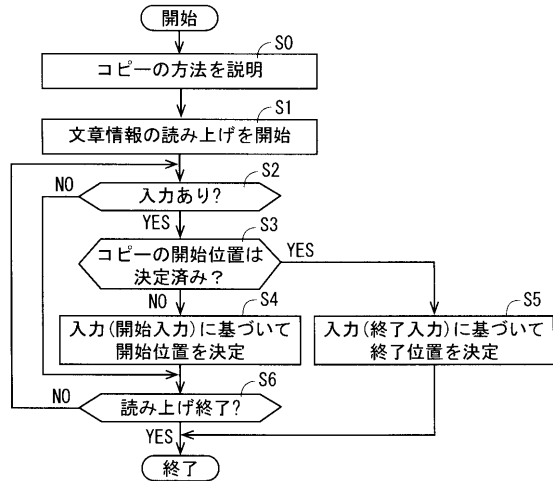 開始
S0
コピーの方法を説明
S1
文章情報の読み上げを開始
S2
NO
入力あり?
YES
S3
コピーの開始位置は
決定済み?
YES
NO
S4
入力(開始入力)に基づいて
開始位置を決定
S5
入力(終了入力)に基づいて
終了位置を決定
S6
NO
読み上げ終了?
YES
終了